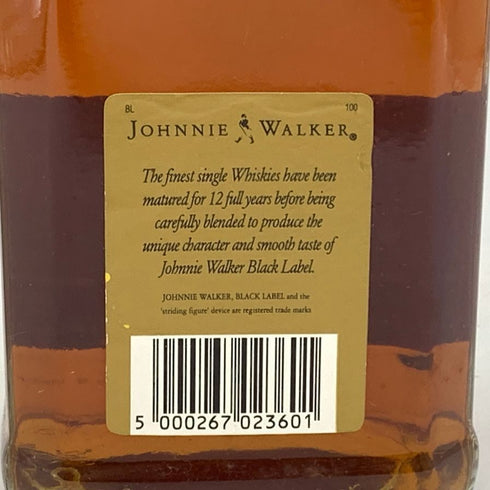 BL 100
JOHNNIE WALKER®
The finest single Whiskies have been
matured for 12 full years before being
carefully blended to produce the
unique character and smooth taste of
Johnnie Walker Black Label.
JOHNNIE WALKER, BLACK LABEL and the
'striding figure' device are registered trade marks
5 000267 023601